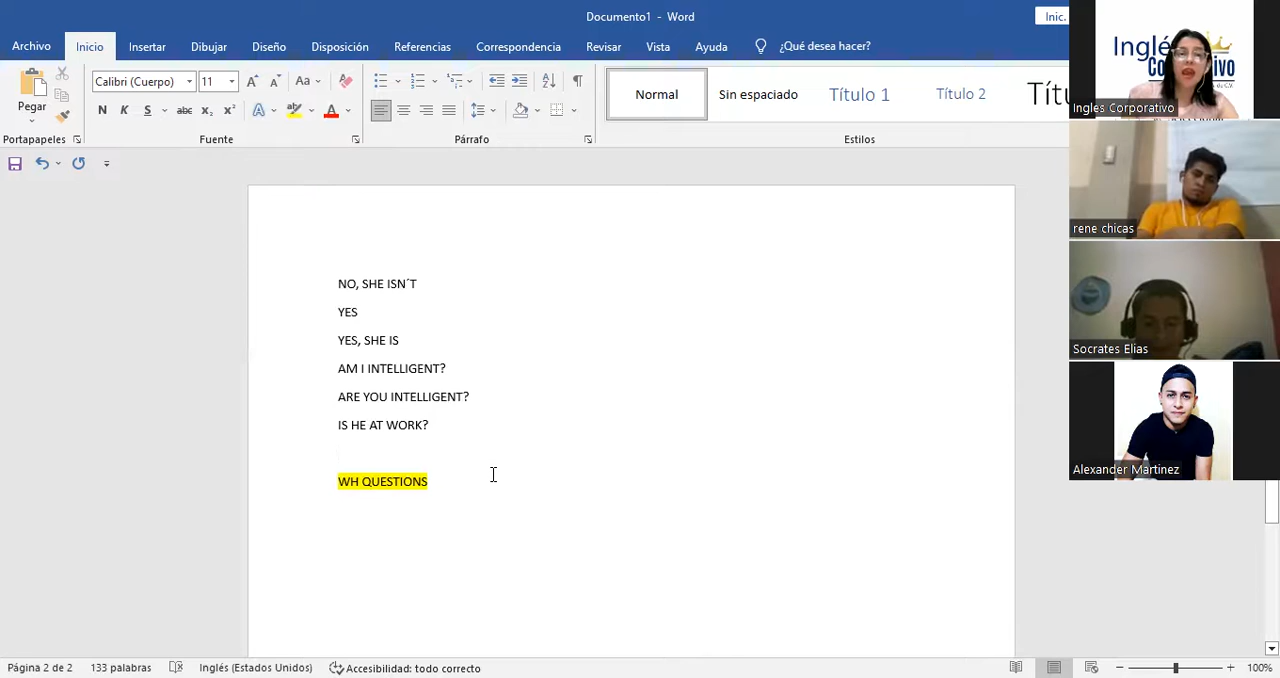 Documento1 - Word
Inic.
Archivo Inicio Insertar Dibujar Diseño Disposición Referencias Correspondencia Revisar Vista Ayuda ¿Qué desea hacer?
Pegar
Calibri (Cuerpo) 11
Normal Sin espaciado Título 1 Título 2
Portapapeles Fuente Párrafo Estilos
NO, SHE ISN´T
YES
YES, SHE IS
AM I INTELLIGENT?
ARE YOU INTELLIGENT?
IS HE AT WORK?
WH QUESTIONS
Ingles Corporativo
rene chicas
Socrates Elias
Alexander Martinez
Página 2 de 2 133 palabras Inglés (Estados Unidos) Accesibilidad: todo correcto 100%